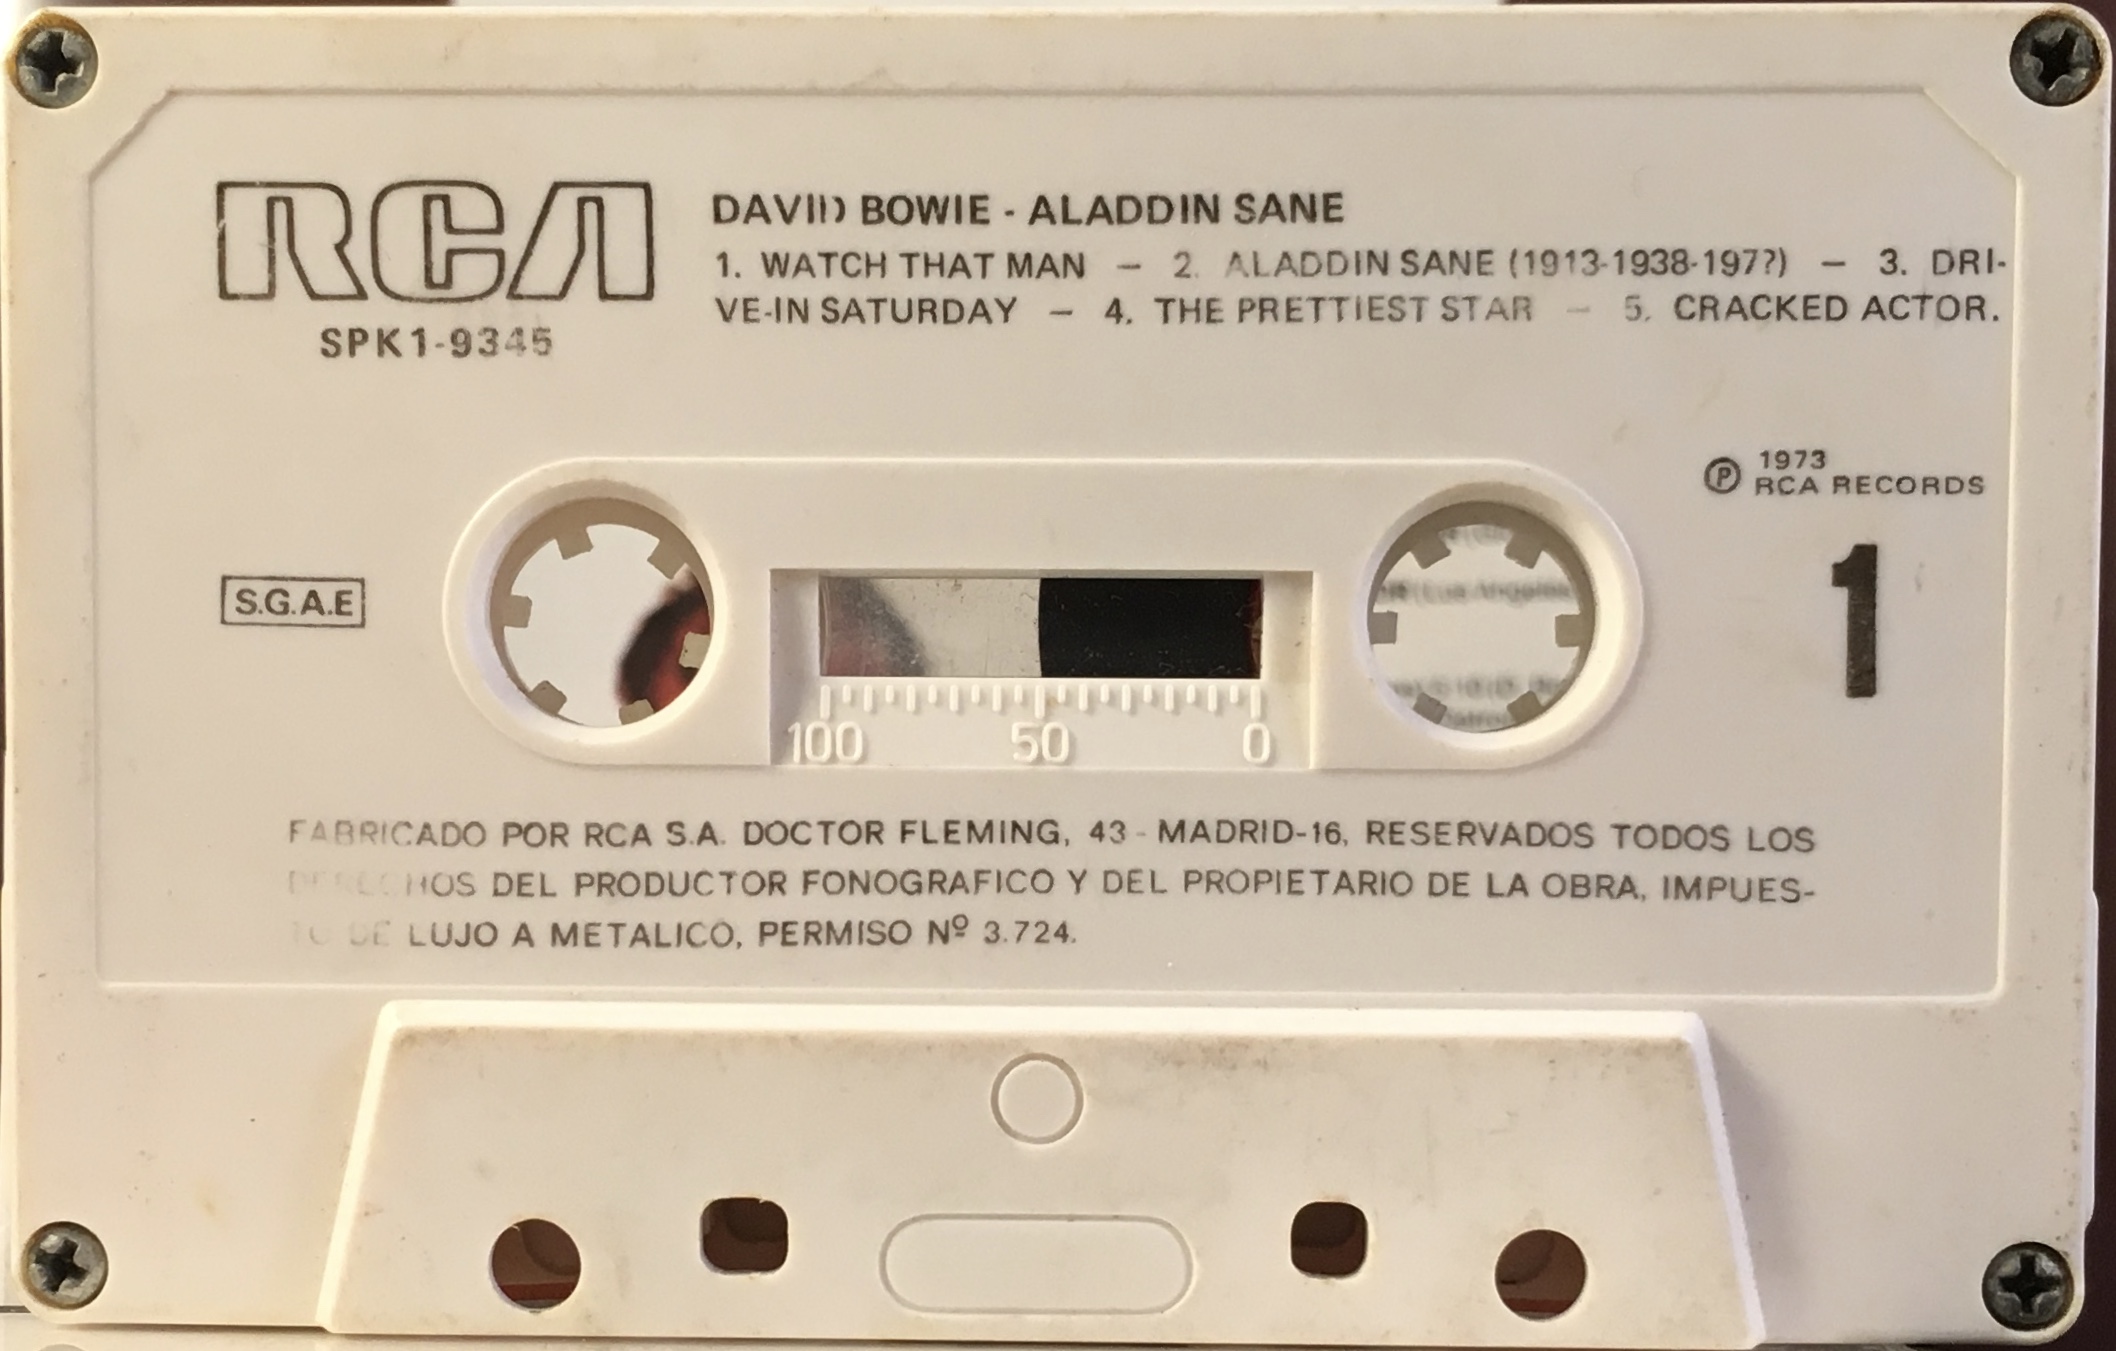 RCA
SPK1-9345
DAVID BOWIE - ALADDIN SANE
1. WATCH THAT MAN — 2. ALADDIN SANE (1913-1938-197?) — 3. DRI-
VE-IN SATURDAY — 4. THE PRETTIEST STAR — 5. CRACKED ACTOR.
℗ 1973
RCA RECORDS
S.G.A.E
1
100 50 0
FABRICADO POR RCA S.A. DOCTOR FLEMING, 43 - MADRID-16, RESERVADOS TODOS LOS
DERECHOS DEL PRODUCTOR FONOGRAFICO Y DEL PROPIETARIO DE LA OBRA, IMPUES-
TO DE LUJO A METALICO, PERMISO Nº 3.724.